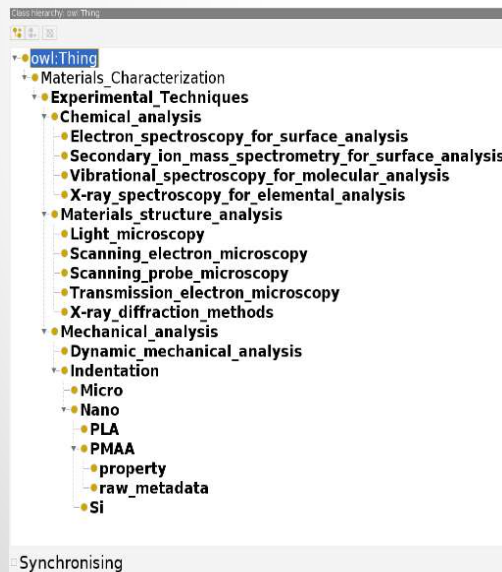 Class hierarchy: owl:Thing
owl:Thing
Materials_Characterization
Experimental_Techniques
Chemical_analysis
Electron_spectroscopy_for_surface_analysis
Secondary_ion_mass_spectrometry_for_surface_analysis
Vibrational_spectroscopy_for_molecular_analysis
X-ray_spectroscopy_for_elemental_analysis
Materials_structure_analysis
Light_microscopy
Scanning_electron_microscopy
Scanning_probe_microscopy
Transmission_electron_microscopy
X-ray_diffraction_methods
Mechanical_analysis
Dynamic_mechanical_analysis
Indentation
Micro
Nano
PLA
PMAA
property
raw_metadata
Si
Synchronising